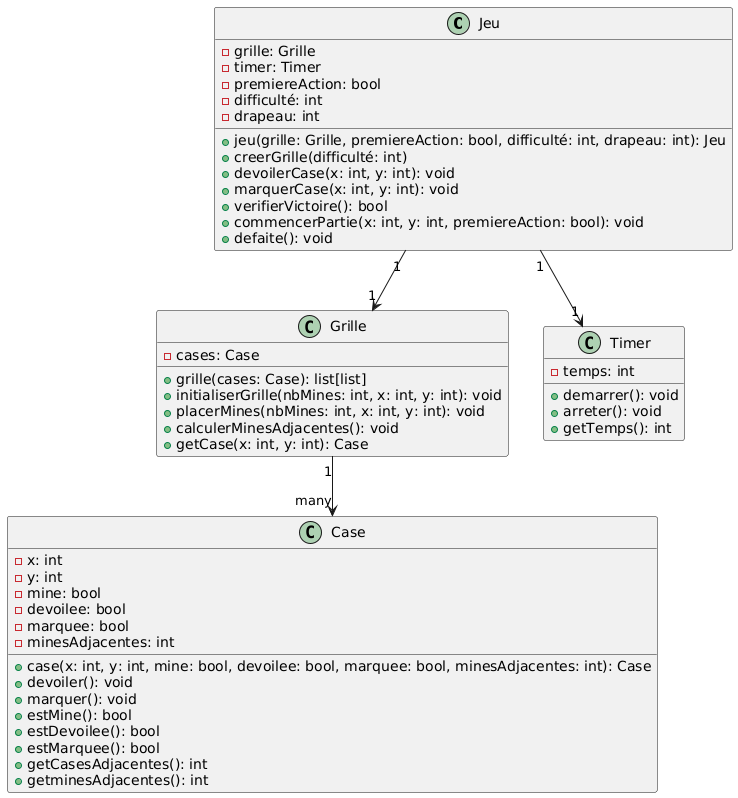 C Jeu
grille: Grille
timer: Timer
premiereAction: bool
difficulté: int
drapeau: int
jeu(grille: Grille, premiereAction: bool, difficulté: int, drapeau: int): Jeu
creerGrille(difficulté: int)
devoilerCase(x: int, y: int): void
marquerCase(x: int, y: int): void
verifierVictoire(): bool
commencerPartie(x: int, y: int, premiereAction: bool): void
defaite(): void
1
1
1
1
C Grille
cases: Case
grille(cases: Case): list[list]
initialiserGrille(nbMines: int, x: int, y: int): void
placerMines(nbMines: int, x: int, y: int): void
calculerMinesAdjacentes(): void
getCase(x: int, y: int): Case
C Timer
temps: int
demarrer(): void
arreter(): void
getTemps(): int
1
many
C Case
x: int
y: int
mine: bool
devoilee: bool
marquee: bool
minesAdjacentes: int
case(x: int, y: int, mine: bool, devoilee: bool, marquee: bool, minesAdjacentes: int): Case
devoiler(): void
marquer(): void
estMine(): bool
estDevoilee(): bool
estMarquee(): bool
getCasesAdjacentes(): int
getminesAdjacentes(): int